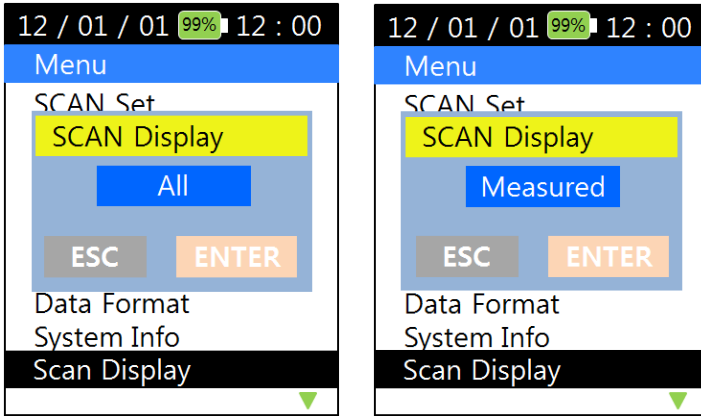 12 / 01 / 01 99% 12 : 00
Menu
SCAN Set
SCAN Display
All
ESC ENTER
Data Format
System Info
Scan Display
12 / 01 / 01 99% 12 : 00
Menu
SCAN Set
SCAN Display
Measured
ESC ENTER
Data Format
System Info
Scan Display